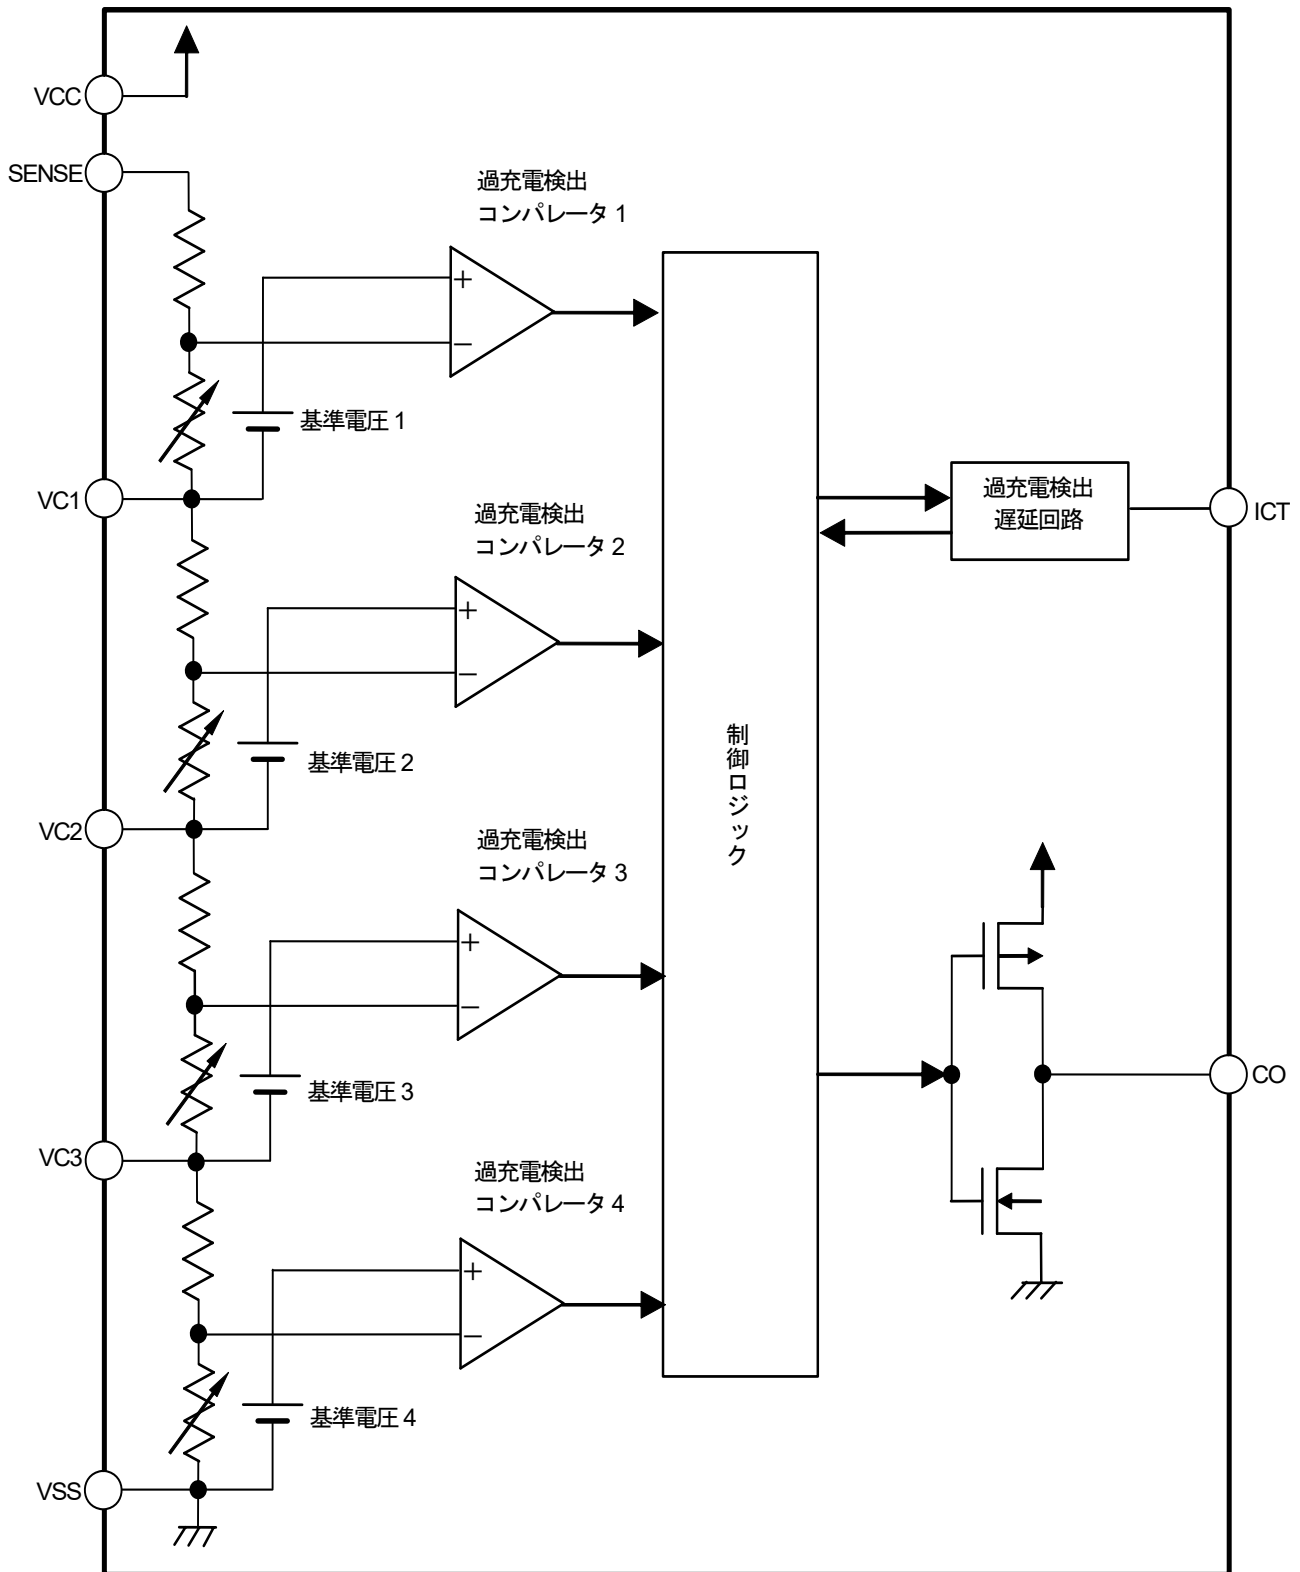 VCC
SENSE
過充電検出
コンパレータ 1
+
−
基準電圧 1
VC1
過充電検出
コンパレータ 2
+
−
過充電検出
遅延回路
ICT
基準電圧 2
制御ロジック
VC2
過充電検出
コンパレータ 3
+
−
基準電圧 3
CO
VC3
過充電検出
コンパレータ 4
+
−
基準電圧 4
VSS